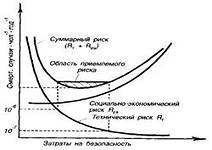 Смерт. случаи · чел⁻¹ · год⁻¹
Суммарный риск
(Rт + Rсэ)
Область приемлемого
риска
10⁻⁶
10⁻⁷
Социально-экономический
риск Rсэ
Технический риск Rт
Затраты на безопасность